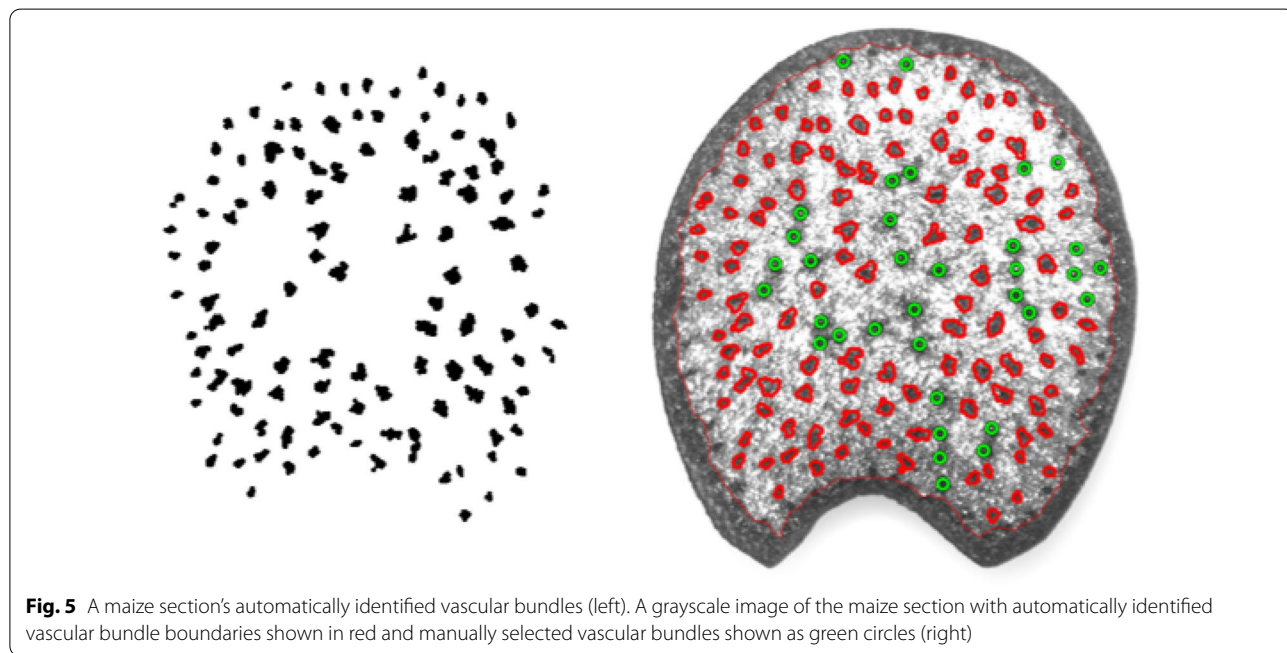 Fig. 5 A maize section's automatically identified vascular bundles (left). A grayscale image of the maize section with automatically identified
vascular bundle boundaries shown in red and manually selected vascular bundles shown as green circles (right)